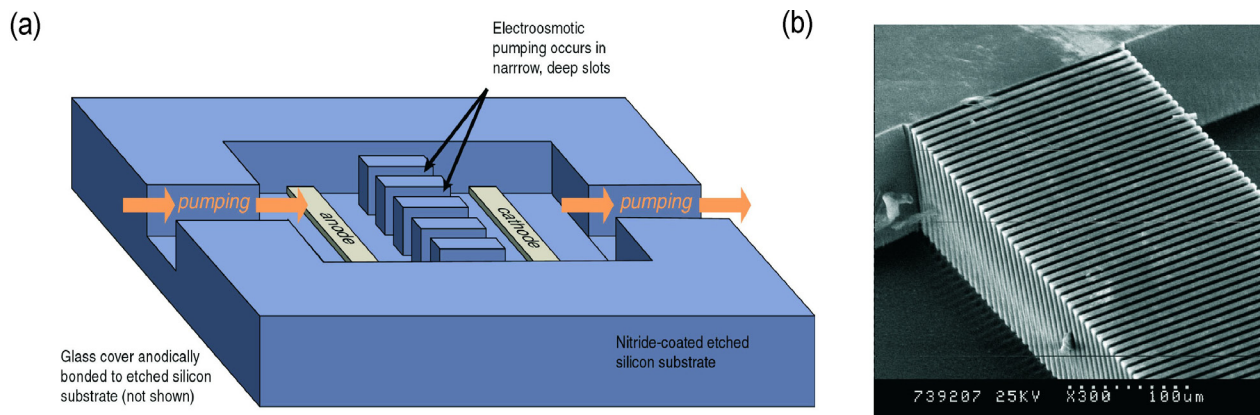 (a)
Electroosmotic
pumping occurs in
narrrow, deep slots
pumping
anode
cathode
pumping
Glass cover anodically
bonded to etched silicon
substrate (not shown)
Nitride-coated etched
silicon substrate
(b)
739207 25KV X300 100um